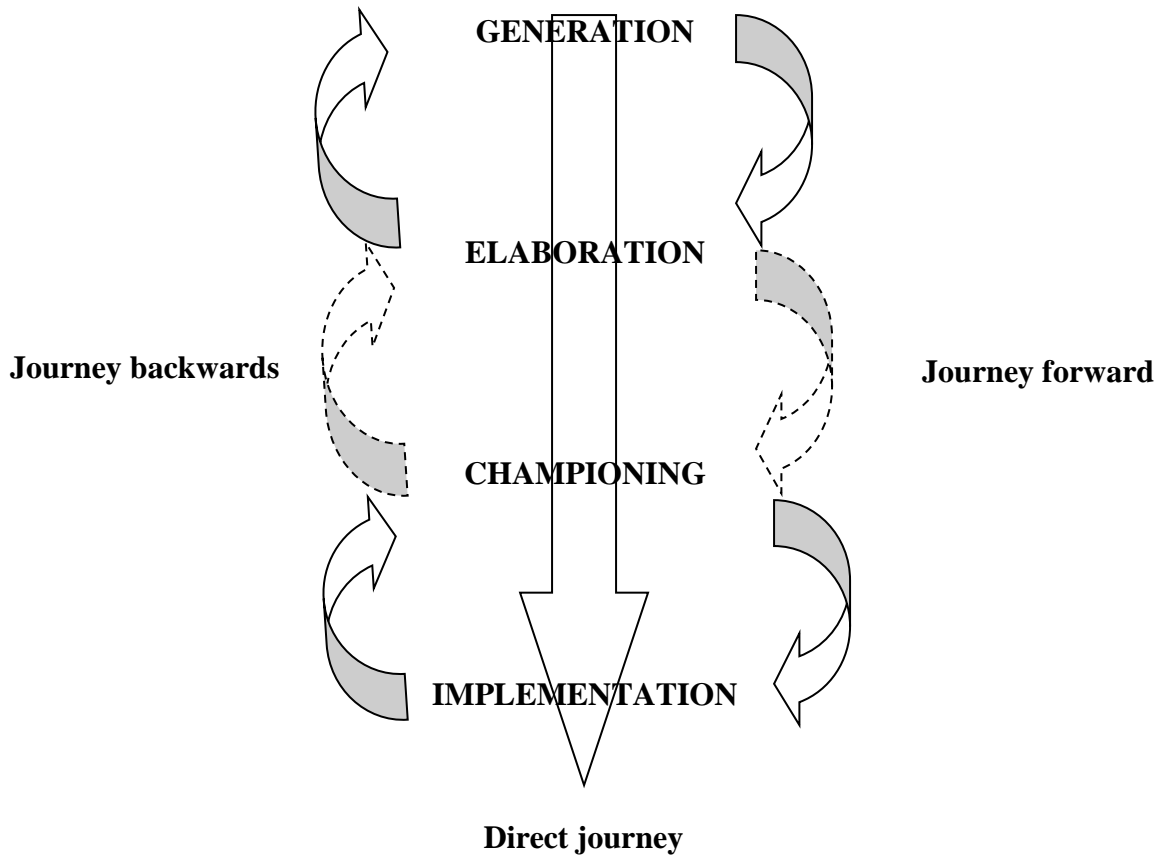 GENERATION
ELABORATION
Journey backwards
Journey forward
CHAMPIONING
IMPLEMENTATION
Direct journey